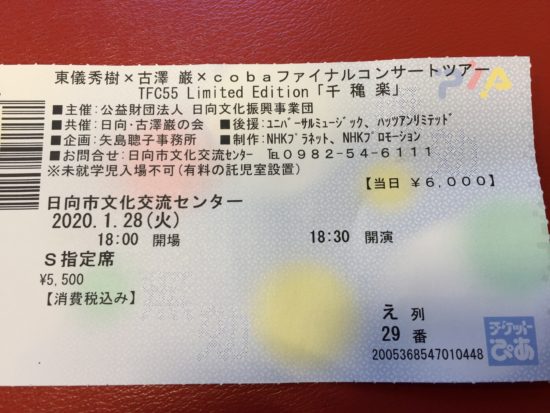 東儀秀樹×古澤 巌×cobaファイナルコンサートツアー
TFC55 Limited Edition「千 穐 楽」
■主催：公益財団法人 日向文化振興事業団
■共催：日向・古澤巌の会 ■後援：ユニバーサルミュージック、ハッツアンリミテッド
■企画：矢島聰子事務所 ■制作：NHKプラネット、NHKプロモーション
■お問合せ：日向市文化交流センター ℡０９８２-５４-６１１１
※未就学児入場不可(有料の託児室設置)
【当日 ¥６,０００】
日向市文化交流センター
2020.1.28(火)
18:00 開場 18:30 開演
Ｓ指定席
¥5,500
【消費税込み】
え 列
29 番
2005368547010448
チケットぴあ